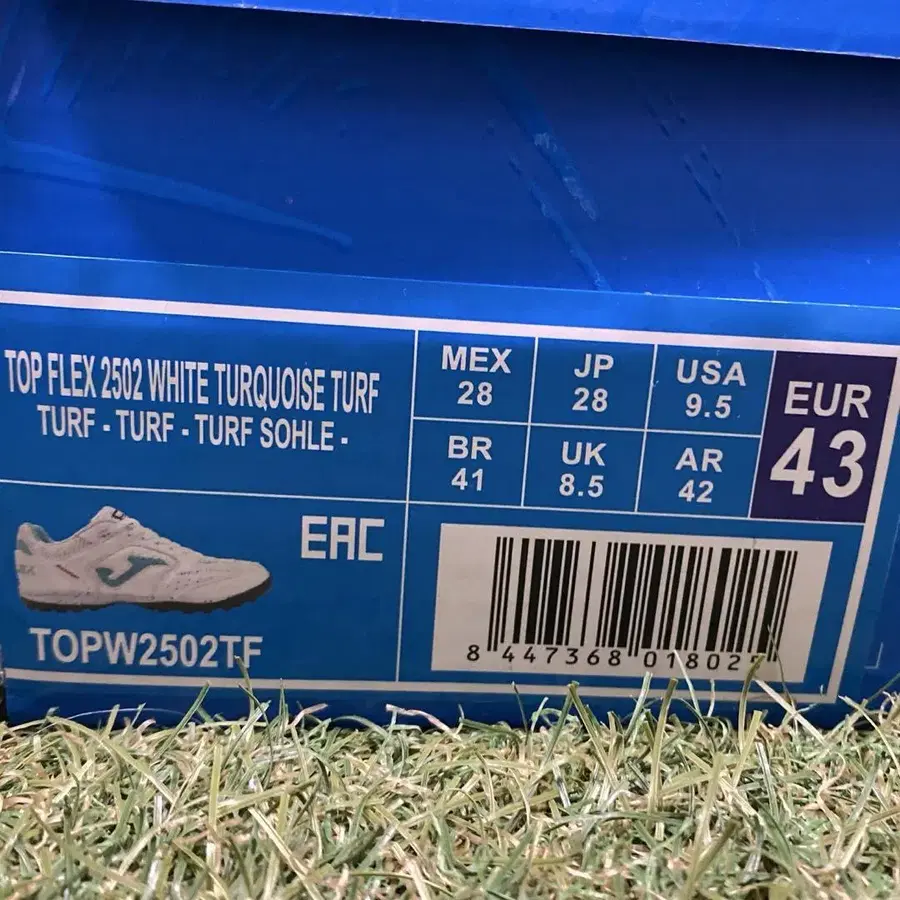 TOP FLEX 2502 WHITE TURQUOISE TURF
TURF - TURF - TURF SOHLE -
MEX
28
JP
28
USA
9.5
EUR
43
BR
41
UK
8.5
AR
42
EAC
TOPW2502TF
8 447368 018025